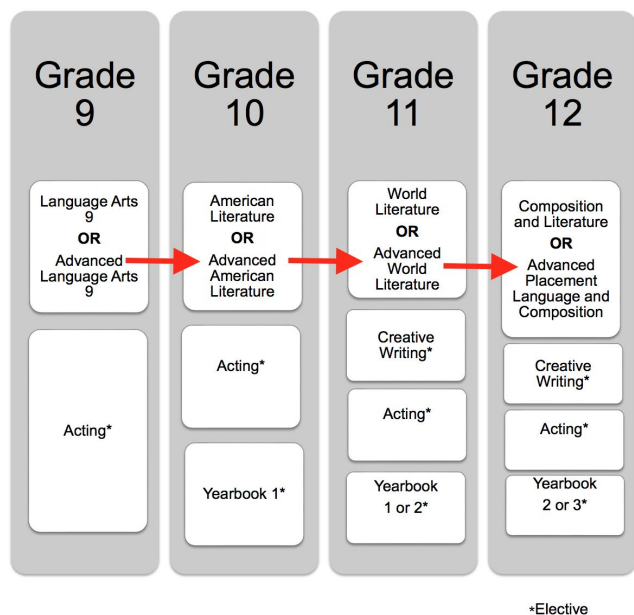 Grade
9
Language Arts
9
OR
Advanced
Language Arts
9
Acting*
Grade
10
American
Literature
OR
Advanced
American
Literature
Acting*
Yearbook 1*
Grade
11
World
Literature
OR
Advanced
World
Literature
Creative
Writing*
Acting*
Yearbook
1 or 2*
Grade
12
Composition
and Literature
OR
Advanced
Placement
Language and
Composition
Creative
Writing*
Acting*
Yearbook
2 or 3*
*Elective